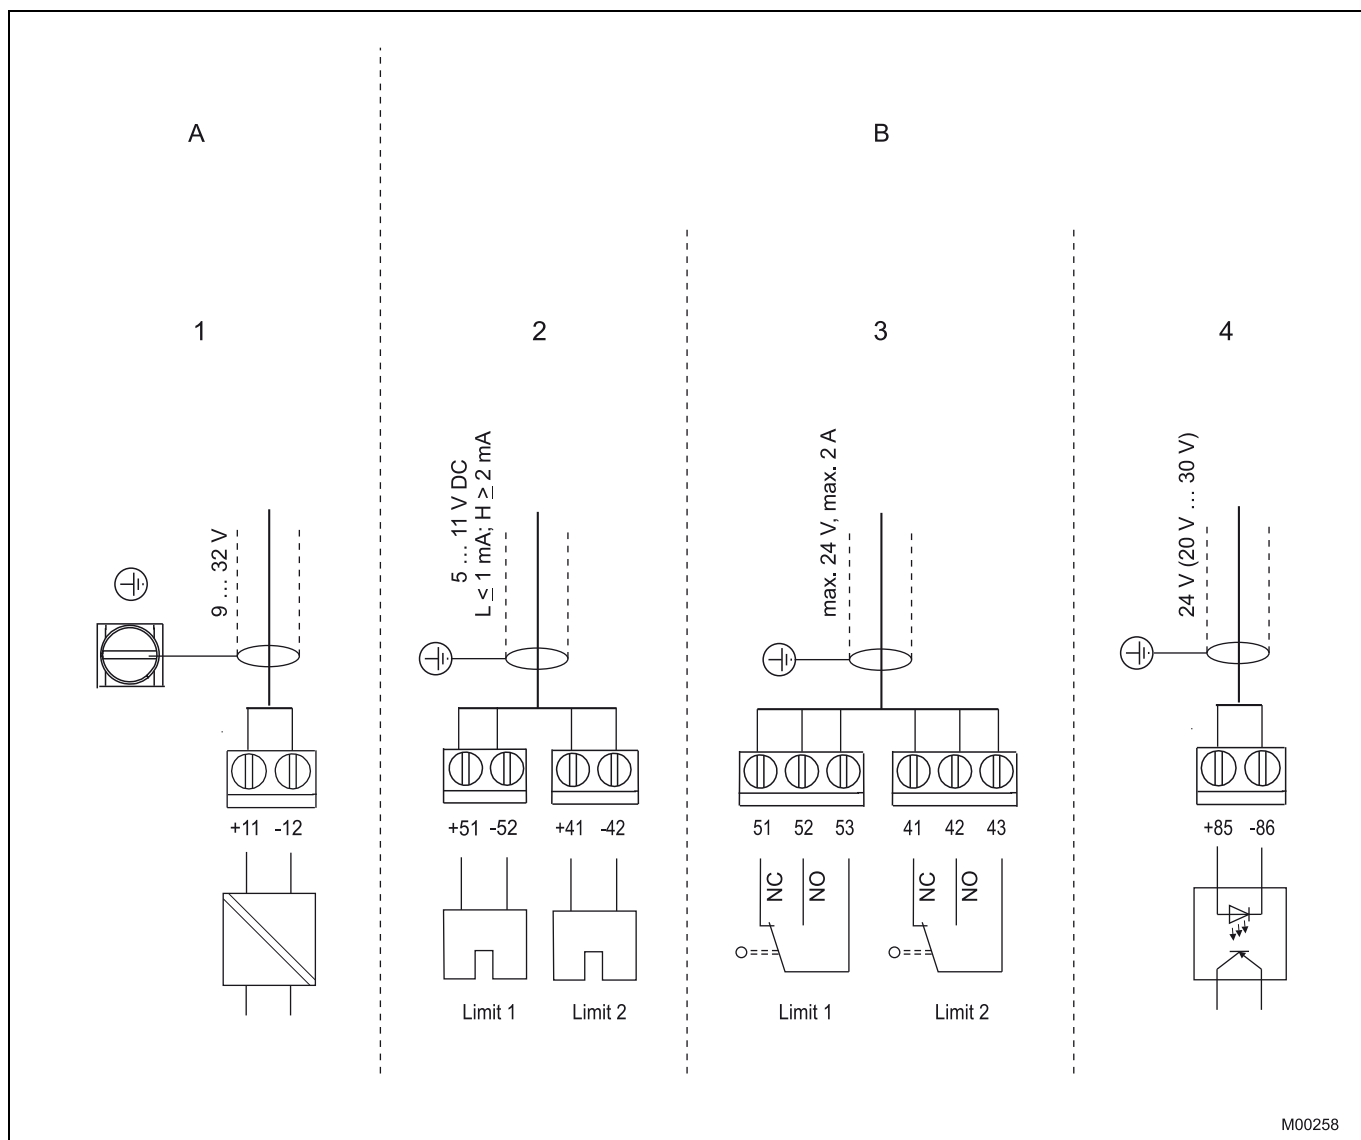 A
B
1
2
3
4
9 ... 32 V
5 ... 11 V DC
L ≤ 1 mA; H ≥ 2 mA
max. 24 V, max. 2 A
24 V (20 V ... 30 V)
+11 -12
+51 -52
+41 -42
51 52 53
41 42 43
+85 -86
NC
NO
NC
NO
Limit 1
Limit 2
Limit 1
Limit 2
M00258